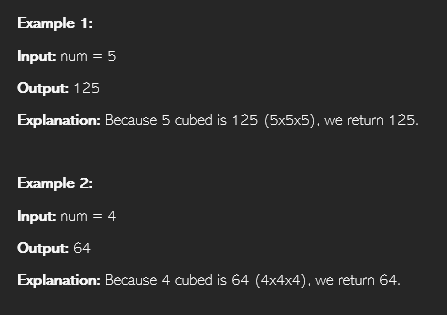 Example 1:
Input: num = 5
Output: 125
Explanation: Because 5 cubed is 125 (5x5x5), we return 125.
Example 2:
Input: num = 4
Output: 64
Explanation: Because 4 cubed is 64 (4x4x4), we return 64.